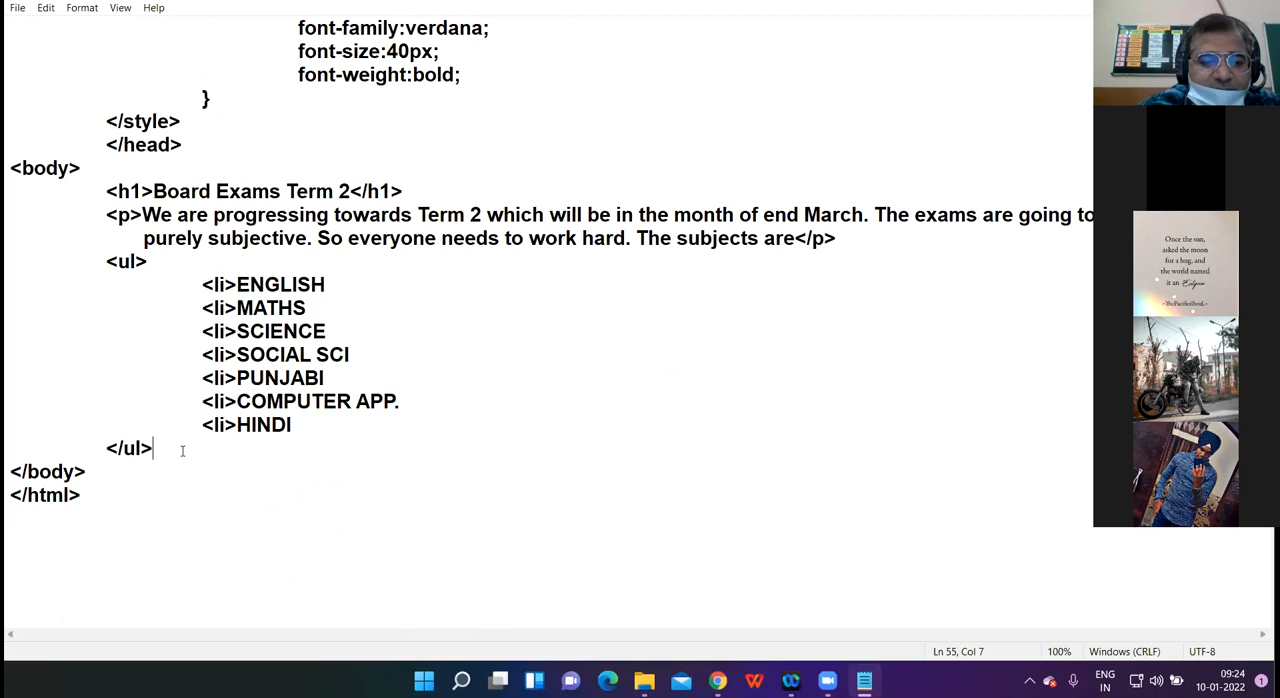 File Edit Format View Help
font-family:verdana;
font-size:40px;
font-weight:bold;
}
</style>
</head>
<body>
<h1>Board Exams Term 2</h1>
<p>We are progressing towards Term 2 which will be in the month of end March. The exams are going to
purely subjective. So everyone needs to work hard. The subjects are</p>
<ul>
<li>ENGLISH
<li>MATHS
<li>SCIENCE
<li>SOCIAL SCI
<li>PUNJABI
<li>COMPUTER APP.
<li>HINDI
</ul>
</body>
</html>
Once the sun,
asked the moon
for a hug, and
the world named
it an Eclipse
Ln 55, Col 7 100% Windows (CRLF) UTF-8
ENG
IN
09:24
10-01-2022
1